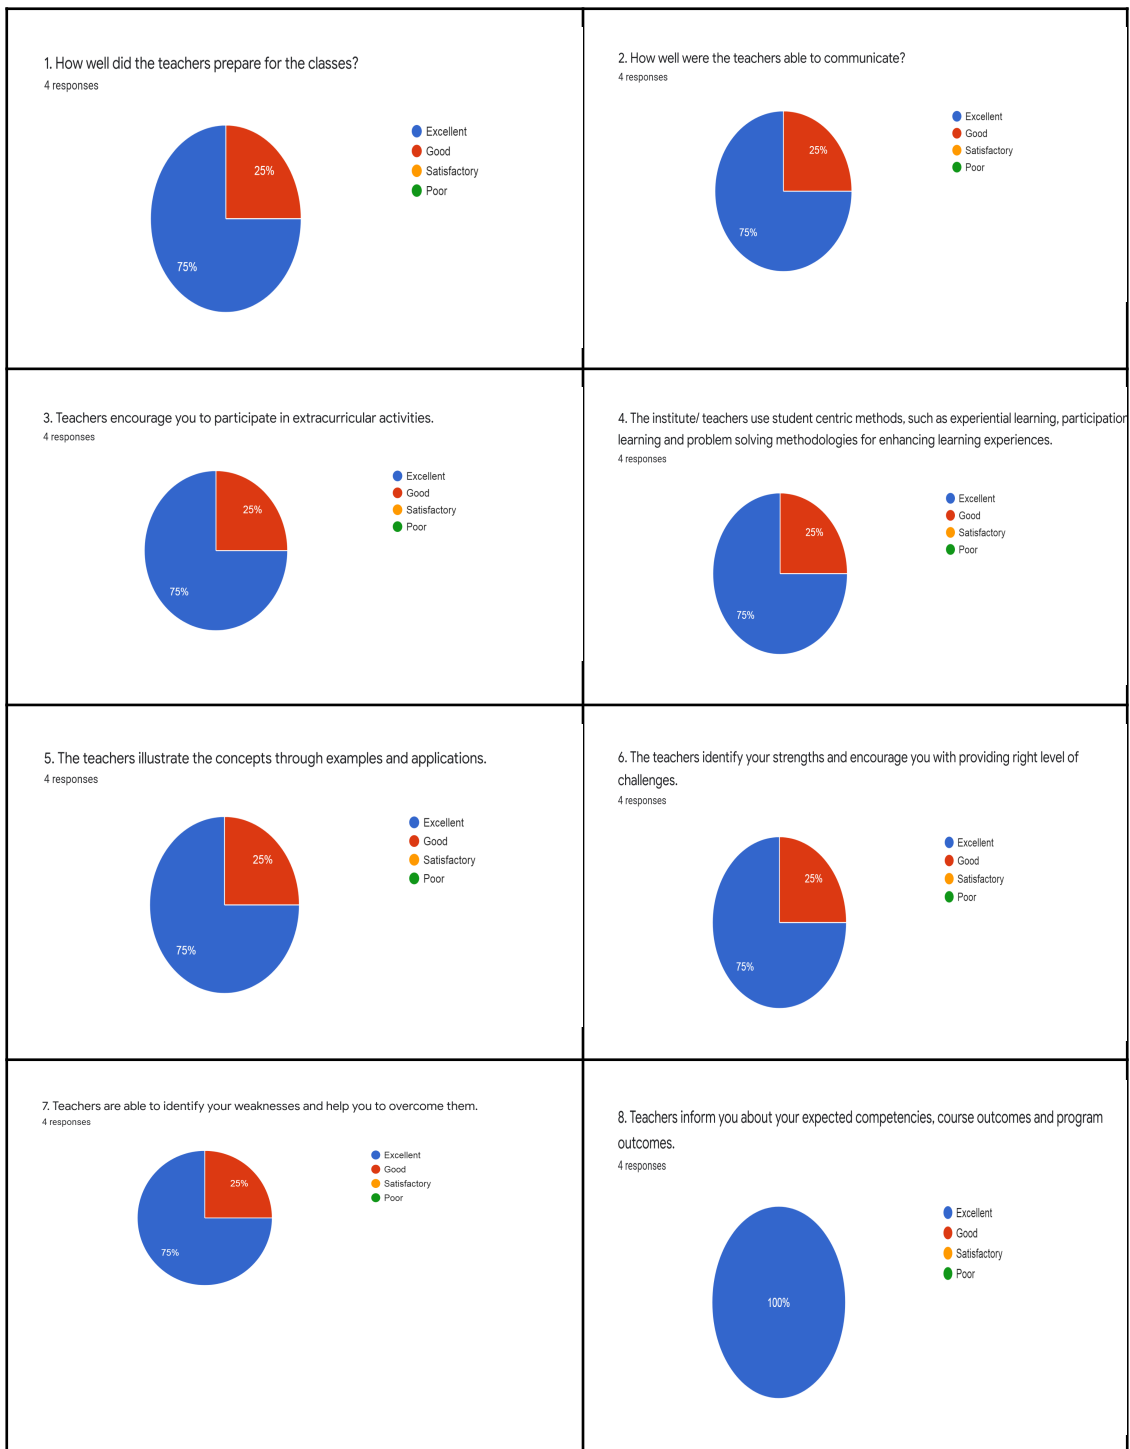 1. How well did the teachers prepare for the classes?
4 responses
Excellent
Good
Satisfactory
Poor
25%
75%
2. How well were the teachers able to communicate?
4 responses
Excellent
Good
Satisfactory
Poor
25%
75%
3. Teachers encourage you to participate in extracurricular activities.
4 responses
Excellent
Good
Satisfactory
Poor
25%
75%
4. The institute/ teachers use student centric methods, such as experiential learning, participation
learning and problem solving methodologies for enhancing learning experiences.
4 responses
Excellent
Good
Satisfactory
Poor
25%
75%
5. The teachers illustrate the concepts through examples and applications.
4 responses
Excellent
Good
Satisfactory
Poor
25%
75%
6. The teachers identify your strengths and encourage you with providing right level of
challenges.
4 responses
Excellent
Good
Satisfactory
Poor
25%
75%
7. Teachers are able to identify your weaknesses and help you to overcome them.
4 responses
Excellent
Good
Satisfactory
Poor
25%
75%
8. Teachers inform you about your expected competencies, course outcomes and program
outcomes.
4 responses
Excellent
Good
Satisfactory
Poor
100%